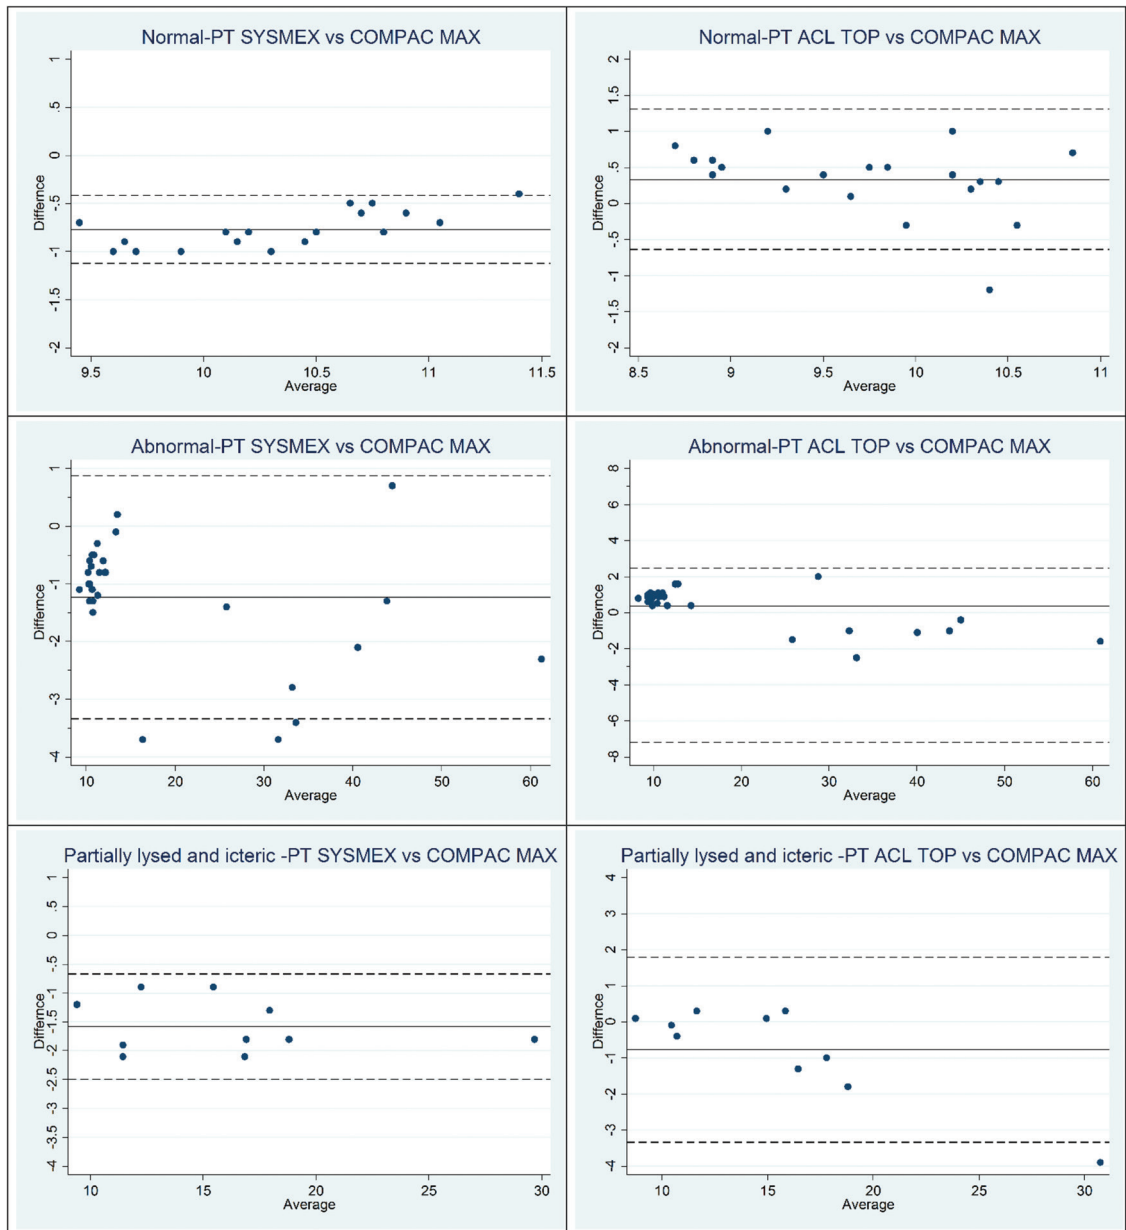 Normal-PT SYSMEX vs COMPAC MAX
1
.5
0
-.5
-1
-1.5
-2
Differnce
9.5 10 10.5 11 11.5
Average
Normal-PT ACL TOP vs COMPAC MAX
2
1.5
1
.5
0
-.5
-1
-1.5
-2
Differnce
8.5 9 9.5 10 10.5 11
Average
Abnormal-PT SYSMEX vs COMPAC MAX
1
0
-1
-2
-3
-4
Differnce
10 20 30 40 50 60
Average
Abnormal-PT ACL TOP vs COMPAC MAX
8
6
4
2
0
-2
-4
-6
-8
Differnce
10 20 30 40 50 60
Average
Partially lysed and icteric -PT SYSMEX vs COMPAC MAX
1
.5
0
-.5
-1
-1.5
-2
-2.5
-3
-3.5
-4
Differnce
10 15 20 25 30
Average
Partially lysed and icteric -PT ACL TOP vs COMPAC MAX
4
3
2
1
0
-1
-2
-3
-4
Differnce
10 15 20 25 30
Average